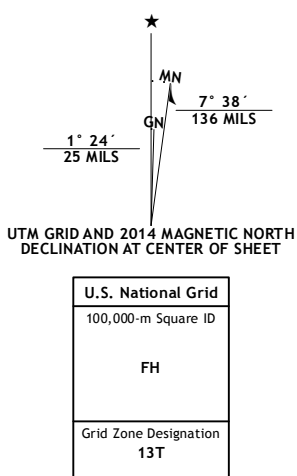 ★
MN
GN
7° 38´
136 MILS
1° 24´
25 MILS
UTM GRID AND 2014 MAGNETIC NORTH
DECLINATION AT CENTER OF SHEET
U.S. National Grid
100,000-m Square ID
FH
Grid Zone Designation
13T